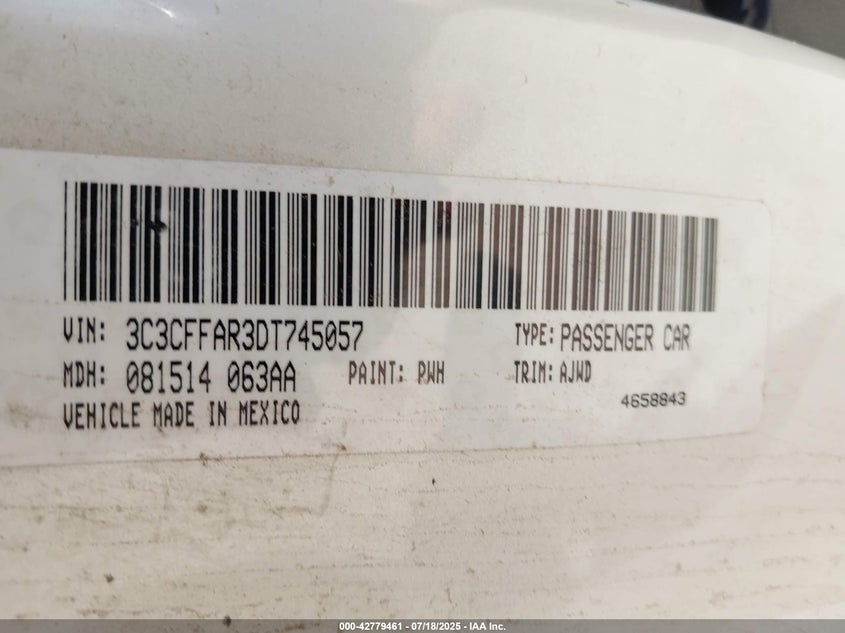 VIN: 3C3CFFAR3DT745057 TYPE: PASSENGER CAR
MDH: 081514 063AA PAINT: PWH TRIM: AJWD
VEHICLE MADE IN MEXICO 4658843
000-42779461 - 07/18/2025 - IAA Inc.